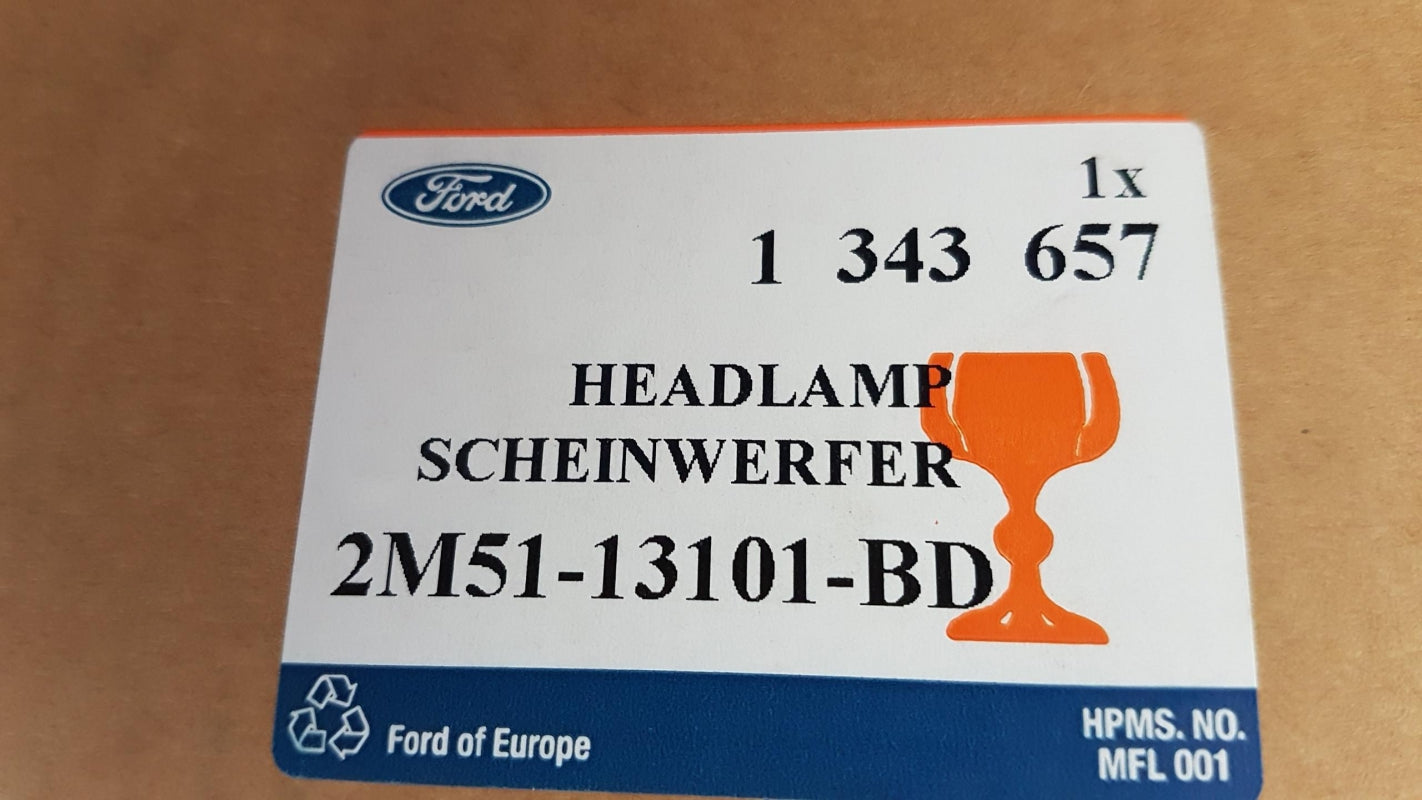 Ford
1x
1 343 657
HEADLAMP
SCHEINWERFER
2M51-13101-BD
Ford of Europe
HPMS. NO.
MFL 001